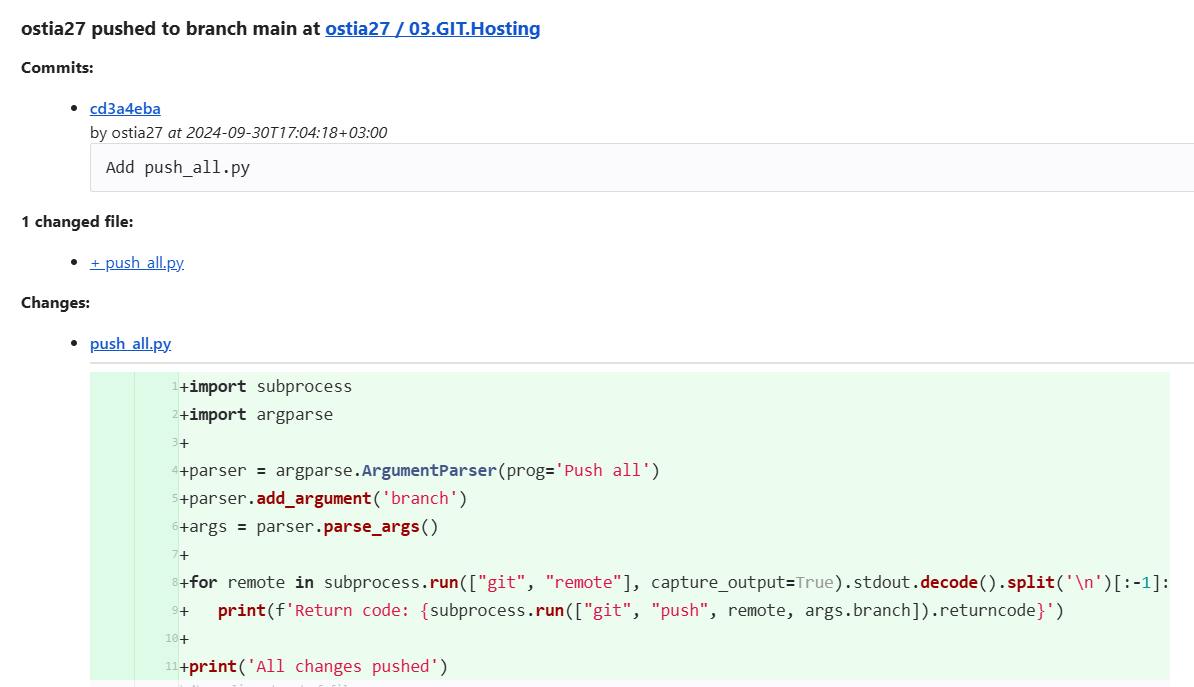 ostia27 pushed to branch main at ostia27 / 03.GIT.Hosting
Commits:
cd3a4eba
by ostia27 at 2024-09-30T17:04:18+03:00
Add push_all.py
1 changed file:
+ push_all.py
Changes:
push_all.py
1 +import subprocess
2 +import argparse
3 +
4 +parser = argparse.ArgumentParser(prog='Push all')
5 +parser.add_argument('branch')
6 +args = parser.parse_args()
7 +
8 +for remote in subprocess.run(["git", "remote"], capture_output=True).stdout.decode().split('\n')[:-1]:
9 +   print(f'Return code: {subprocess.run(["git", "push", remote, args.branch]).returncode}')
10 +
11 +print('All changes pushed')